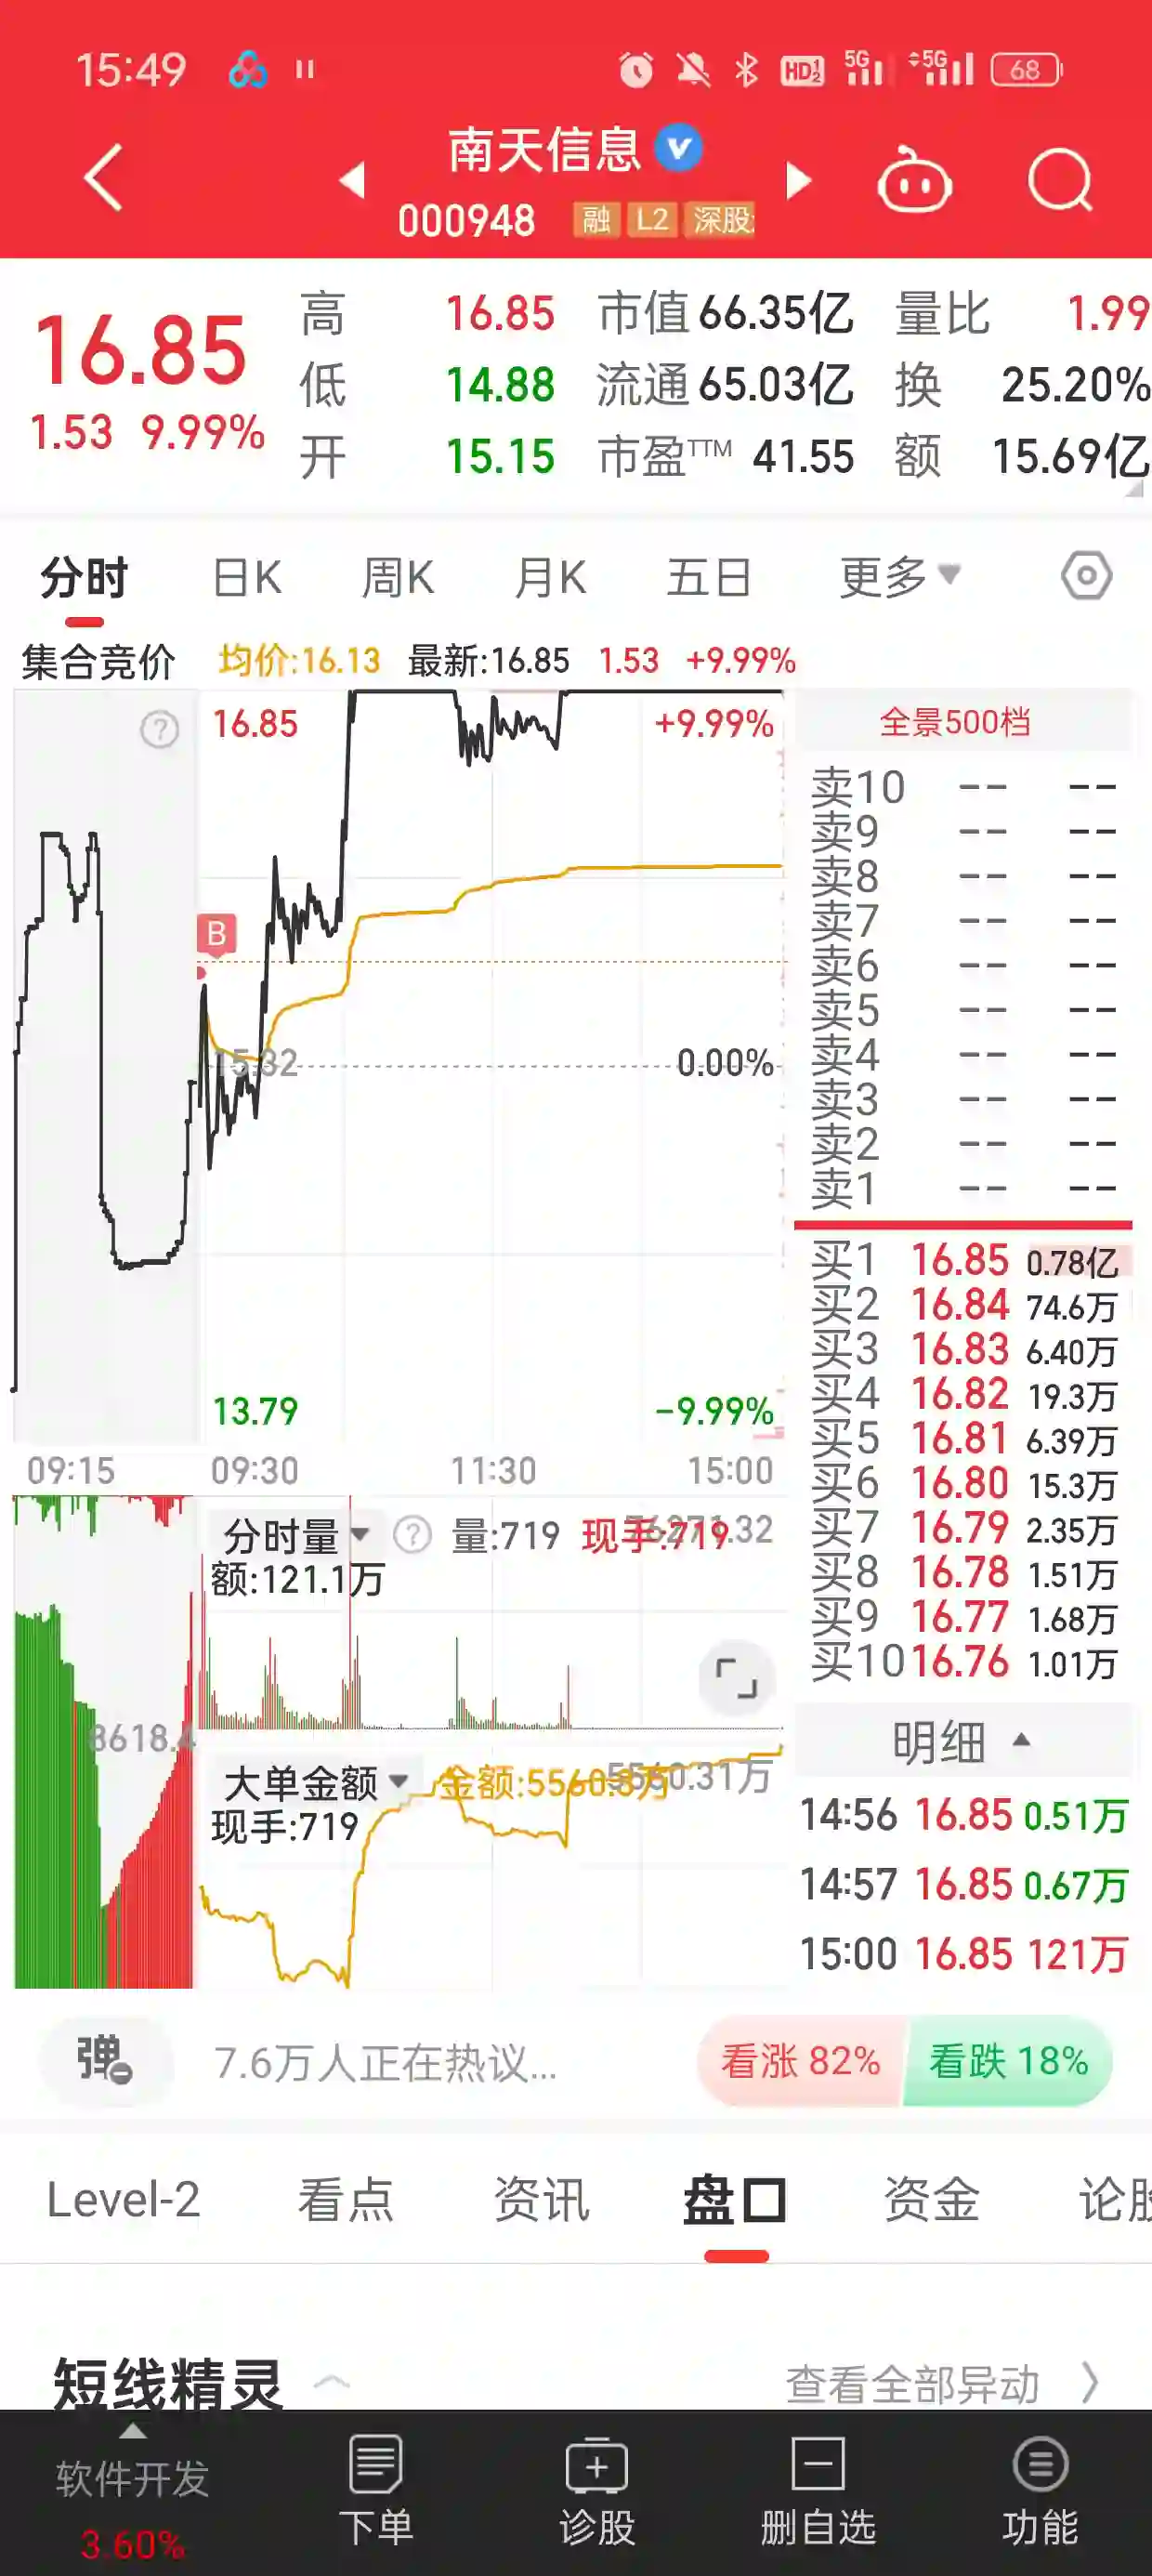 15:49 HD 1 2 5G 5G 68
南天信息
000948 融 L2 深股
16.85
1.53 9.99%
高 16.85 市值 66.35亿 量比 1.99
低 14.88 流通 65.03亿 换 25.20%
开 15.15 市盈TTM 41.55 额 15.69亿
分时 日K 周K 月K 五日 更多
集合竞价 均价:16.13 最新:16.85 1.53 +9.99%
16.85 +9.99%
B
15.32 0.00%
13.79 -9.99%
09:15 09:30 11:30 15:00
全景500档
卖10 -- --
卖9 -- --
卖8 -- --
卖7 -- --
卖6 -- --
卖5 -- --
卖4 -- --
卖3 -- --
卖2 -- --
卖1 -- --
买1 16.85 0.78亿
买2 16.84 74.6万
买3 16.83 6.40万
买4 16.82 19.3万
买5 16.81 6.39万
买6 16.80 15.3万
买7 16.79 2.35万
买8 16.78 1.51万
买9 16.77 1.68万
买10 16.76 1.01万
分时量 ? 量:719 现手:719
额:121.1万
8618.4
大单金额 金额:5560.3万 5560.31万
现手:719
明细
14:56 16.85 0.51万
14:57 16.85 0.67万
15:00 16.85 121万
弹 7.6万人正在热议... 看涨 82% 看跌 18%
Level-2 看点 资讯 盘口 资金 论股
短线精灵 查看全部异动
软件开发
3.60%
下单 诊股 删自选 功能